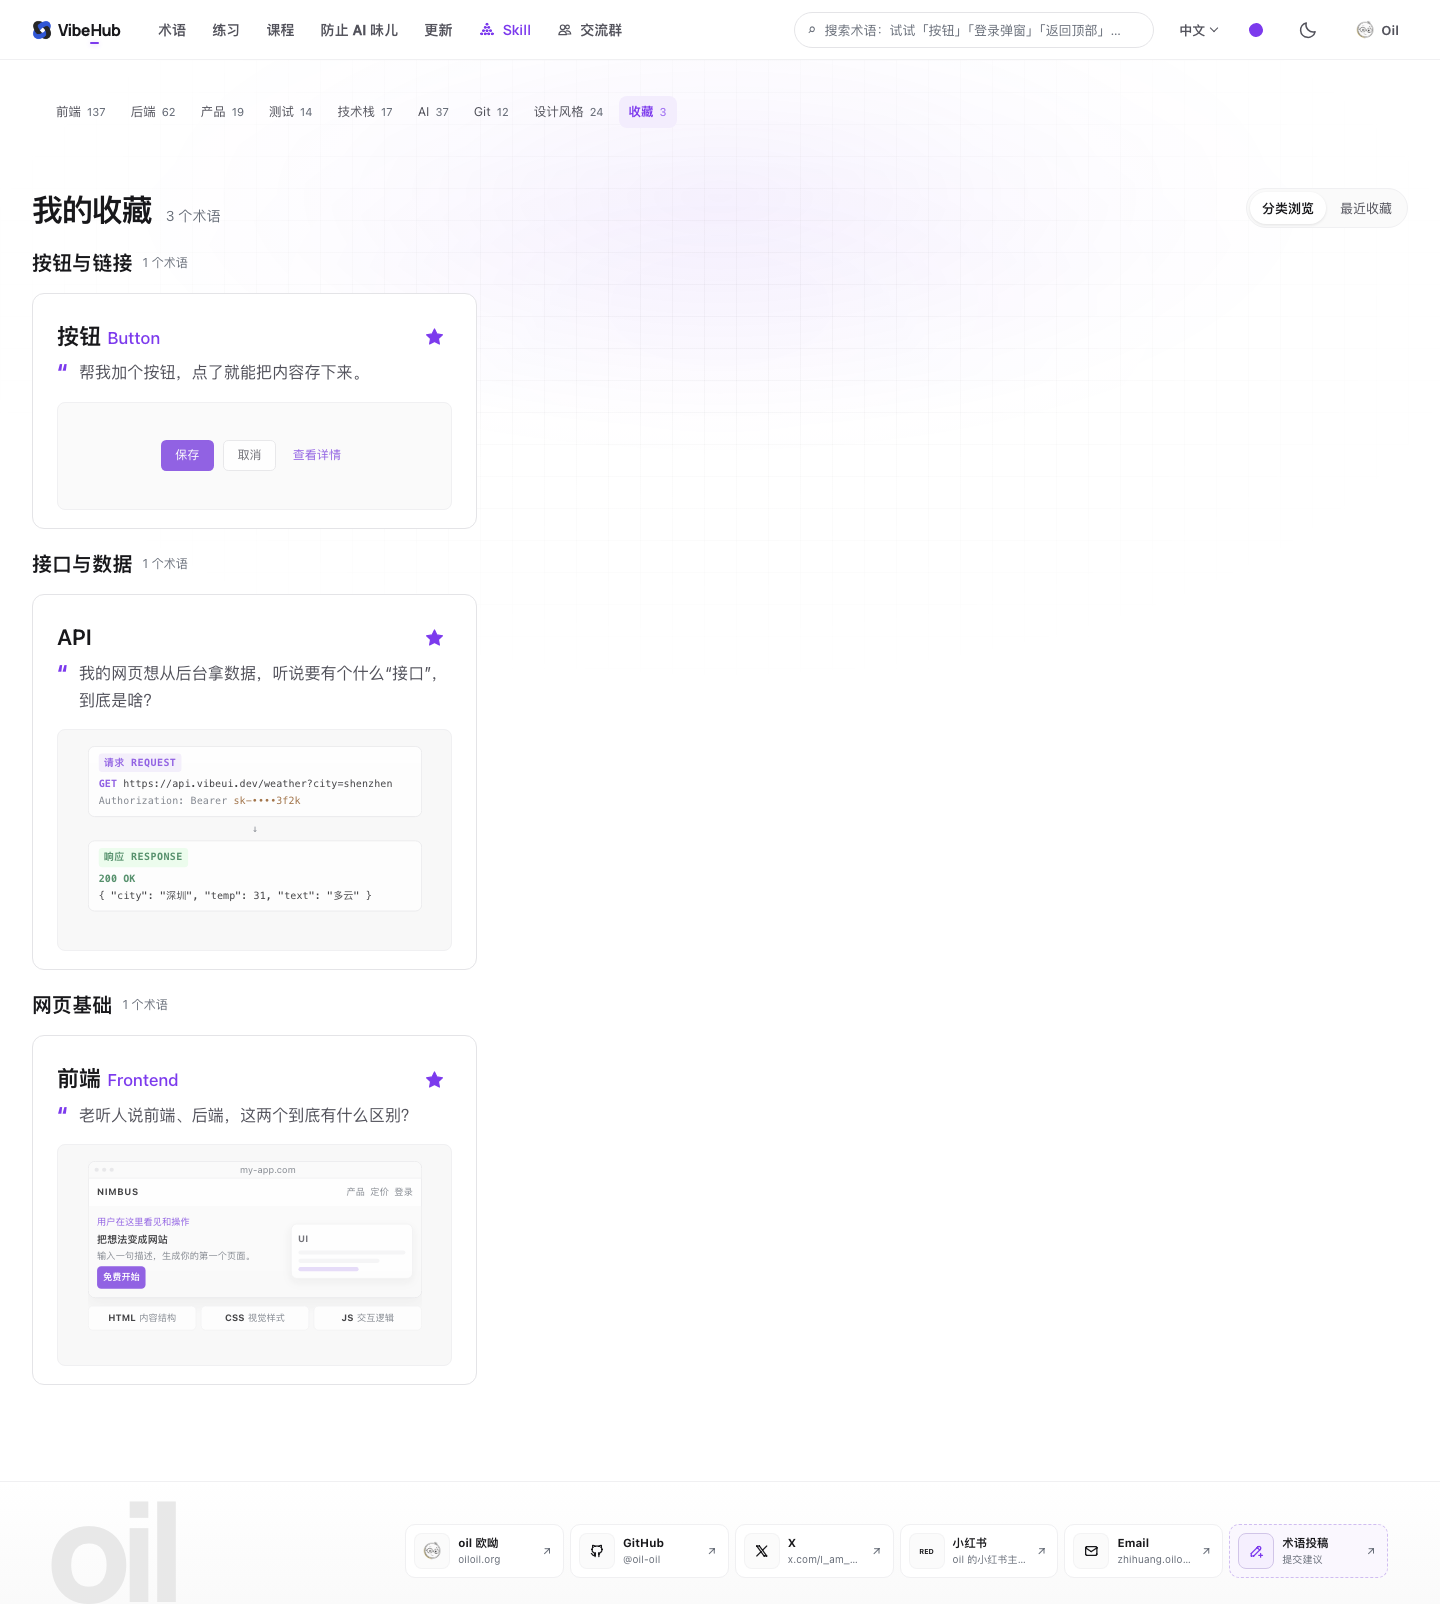 VibeHub 术语 练习 课程 防止 AI 味儿 更新 Skill 交流群 搜索术语：试试「按钮」「登录弹窗」「返回顶部」... 中文 Oil
前端 137 后端 62 产品 19 测试 14 技术栈 17 AI 37 Git 12 设计风格 24 收藏 3
我的收藏 3 个术语 分类浏览 最近收藏
按钮与链接 1 个术语
按钮 Button
“ 帮我加个按钮，点了就能把内容存下来。
保存 取消 查看详情
接口与数据 1 个术语
API
“ 我的网页想从后台拿数据，听说要有个什么“接口”，
到底是啥？
请求 REQUEST
GET https://api.vibeui.dev/weather?city=shenzhen
Authorization: Bearer sk-••••3f2k
↓
响应 RESPONSE
200 OK
{ "city": "深圳", "temp": 31, "text": "多云" }
网页基础 1 个术语
前端 Frontend
“ 老听人说前端、后端，这两个到底有什么区别？
my-app.com
NIMBUS 产品 定价 登录
用户在这里看见和操作
把想法变成网站
输入一句描述，生成你的第一个页面。
免费开始
UI
HTML 内容结构 CSS 视觉样式 JS 交互逻辑
oil
oil 欧呦
oiloil.org
GitHub
@oil-oil
X
x.com/I_am_...
RED
小红书
oil 的小红书主...
Email
zhihuang.oilo...
术语投稿
提交建议